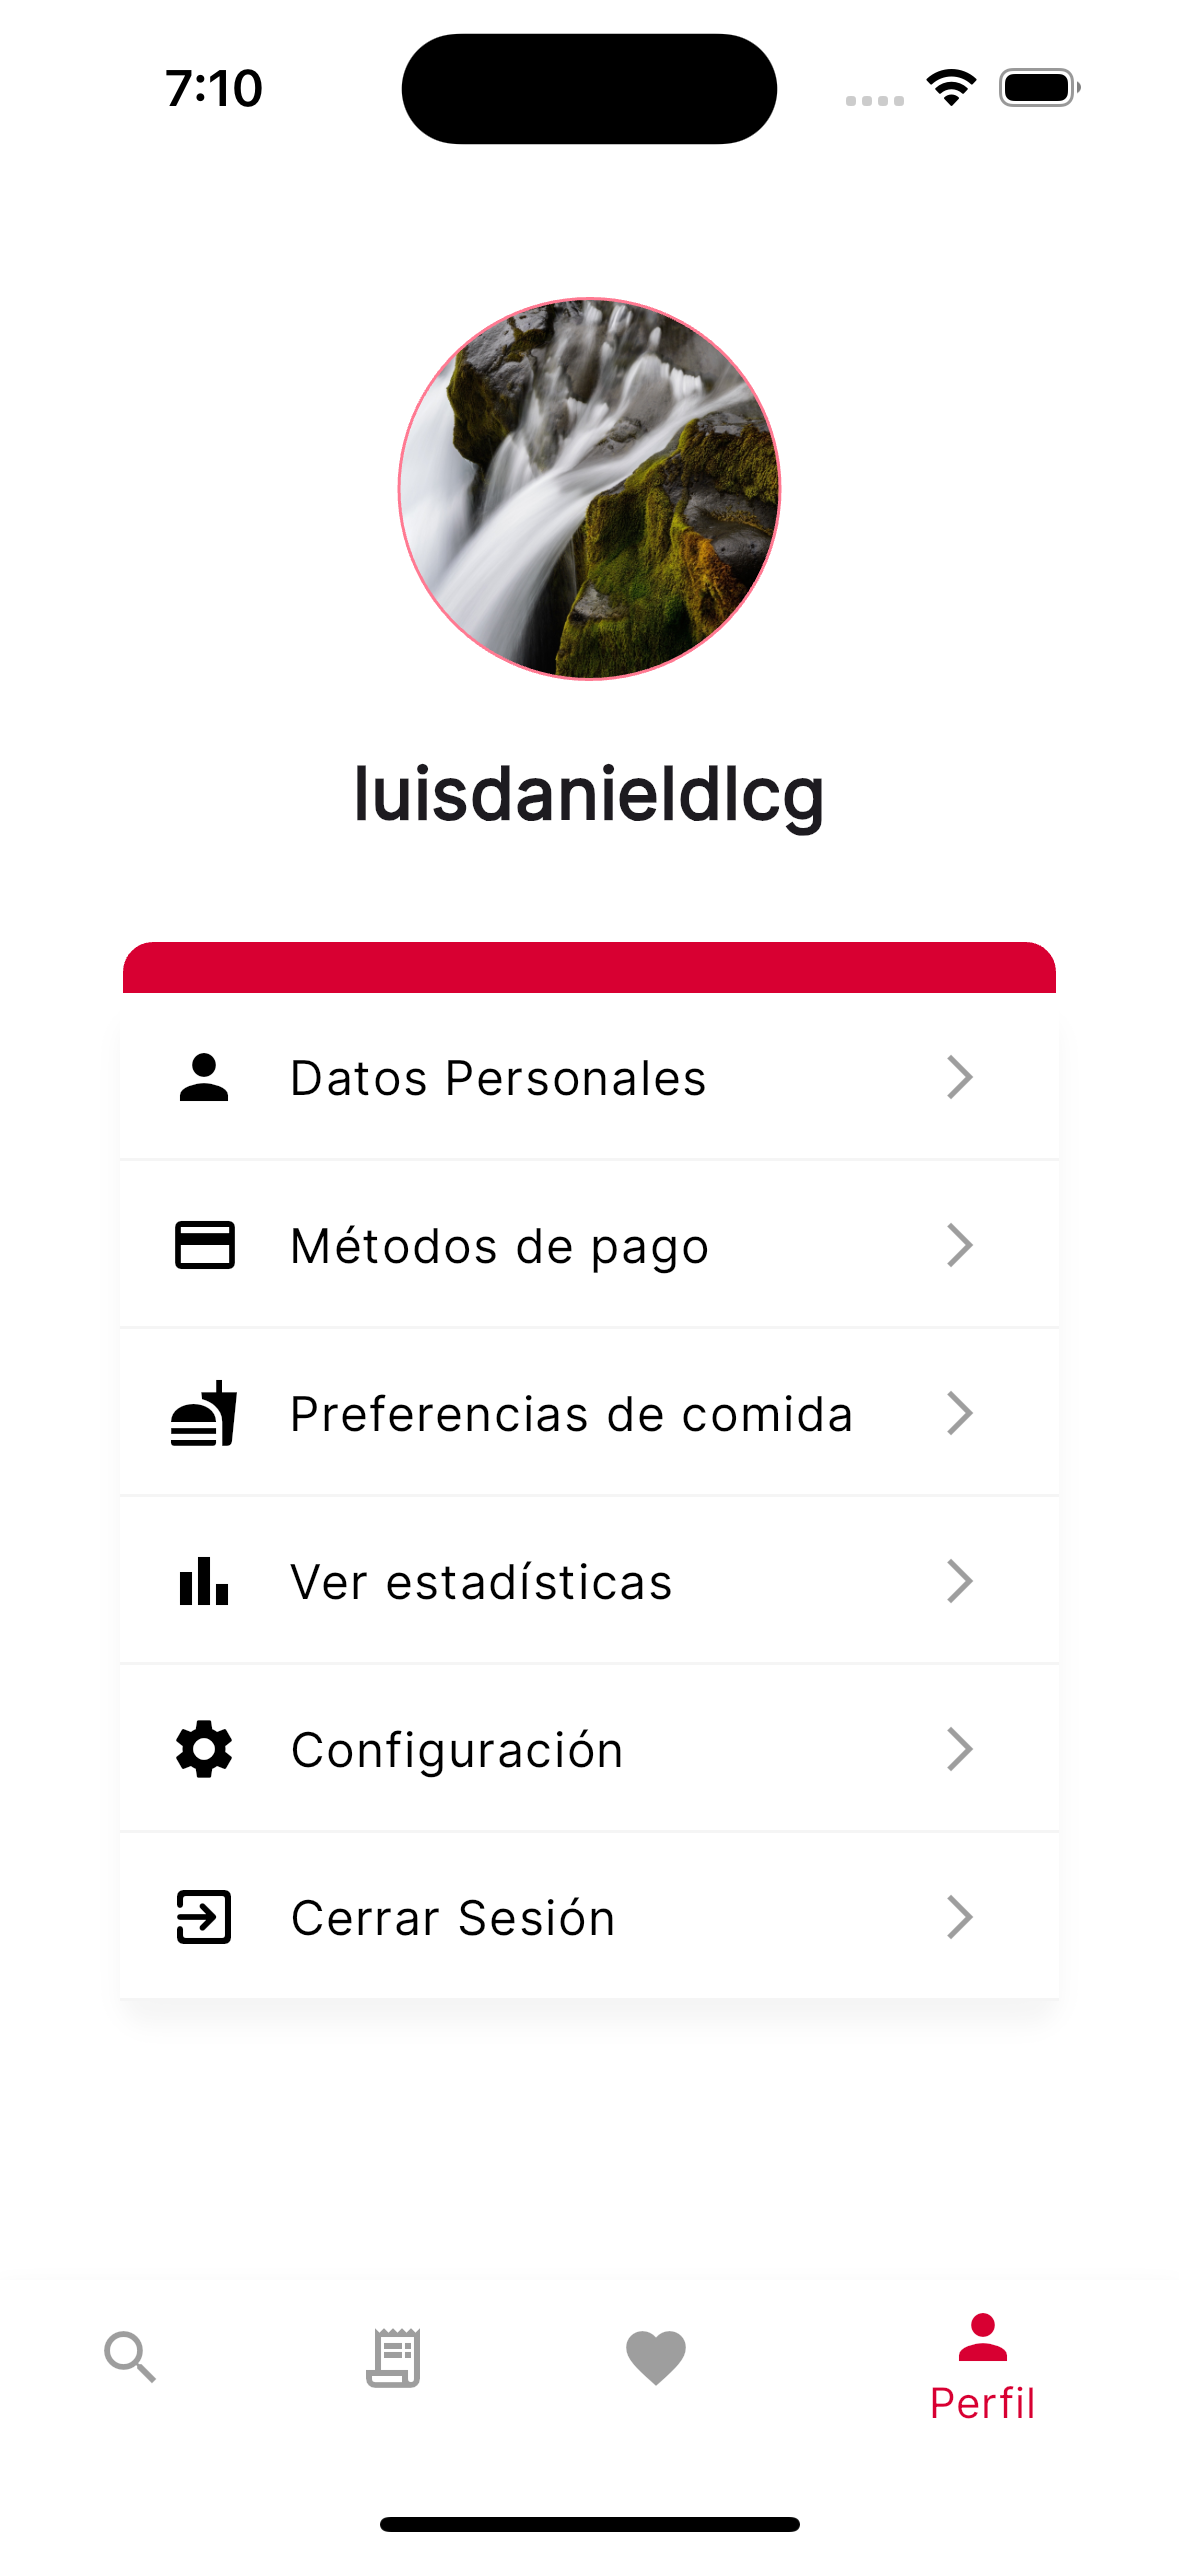 7:10
luisdanieldlcg
Datos Personales
Métodos de pago
Preferencias de comida
Ver estadísticas
Configuración
Cerrar Sesión
Perfil